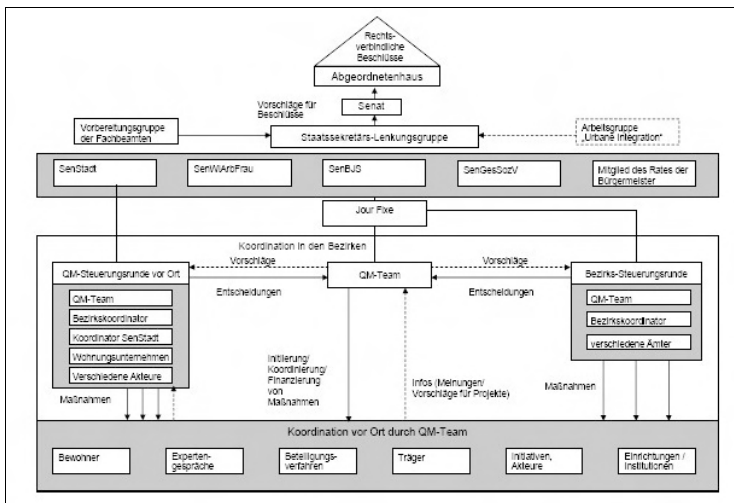 Rechts-
verbindliche
Beschlüsse
Abgeordnetenhaus
Vorschläge für
Beschlüsse
Senat
Vorbereitungsgruppe
der Fachbeamten
Staatssekretärs-Lenkungsgruppe
Arbeitsgruppe
„Urbane Integration"
SenStadt
SenWiArbFrau
SenBJS
SenGesSozV
Mitglied des Rates der
Bürgermeister
Jour Fixe
Koordination in den Bezirken
QM-Steuerungsrunde vor Ort
Vorschläge
Entscheidungen
QM-Team
Vorschläge
Entscheidungen
Bezirks-Steuerungsrunde
QM-Team
Bezirkskoordinator
Koordinator SenStadt
Wohnungsunternehmen
Verschiedene Akteure
QM-Team
Bezirkskoordinator
verschiedene Ämter
Maßnahmen
Initiierung/
Koordinierung/
Finanzierung
von
Maßnahmen
Infos (Meinungen/
Vorschläge für Projekte)
Maßnahmen
Koordination vor Ort durch QM-Team
Bewohner
Experten-
gespräche
Beteiligungs-
verfahren
Träger
Initiativen,
Akteure
Einrichtungen /
Institutionen